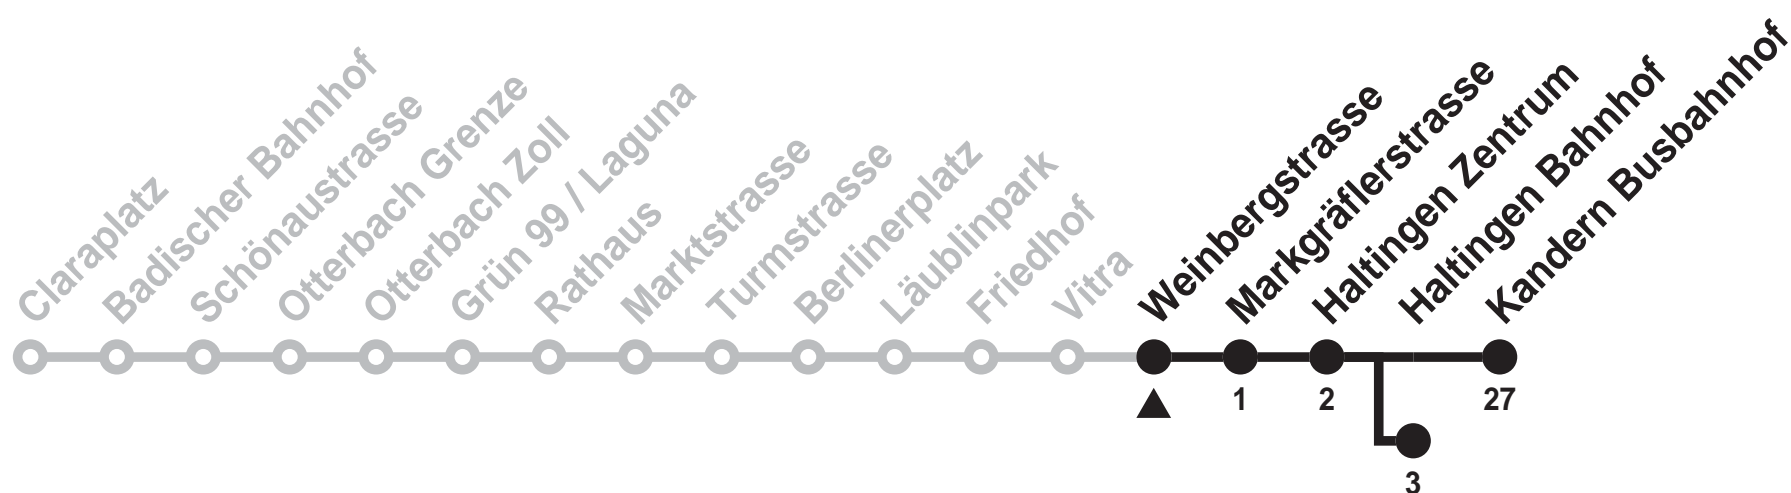 Claraplatz
Badischer Bahnhof
Schönaustrasse
Otterbach Grenze
Otterbach Zoll
Grün 99 / Laguna
Rathaus
Marktstrasse
Turmstrasse
Berlinerplatz
Läublinpark
Friedhof
Vitra
Weinbergstrasse
Markgräflerstrasse
Haltingen Zentrum
Haltingen Bahnhof
Kandern Busbahnhof
1
2
27
3